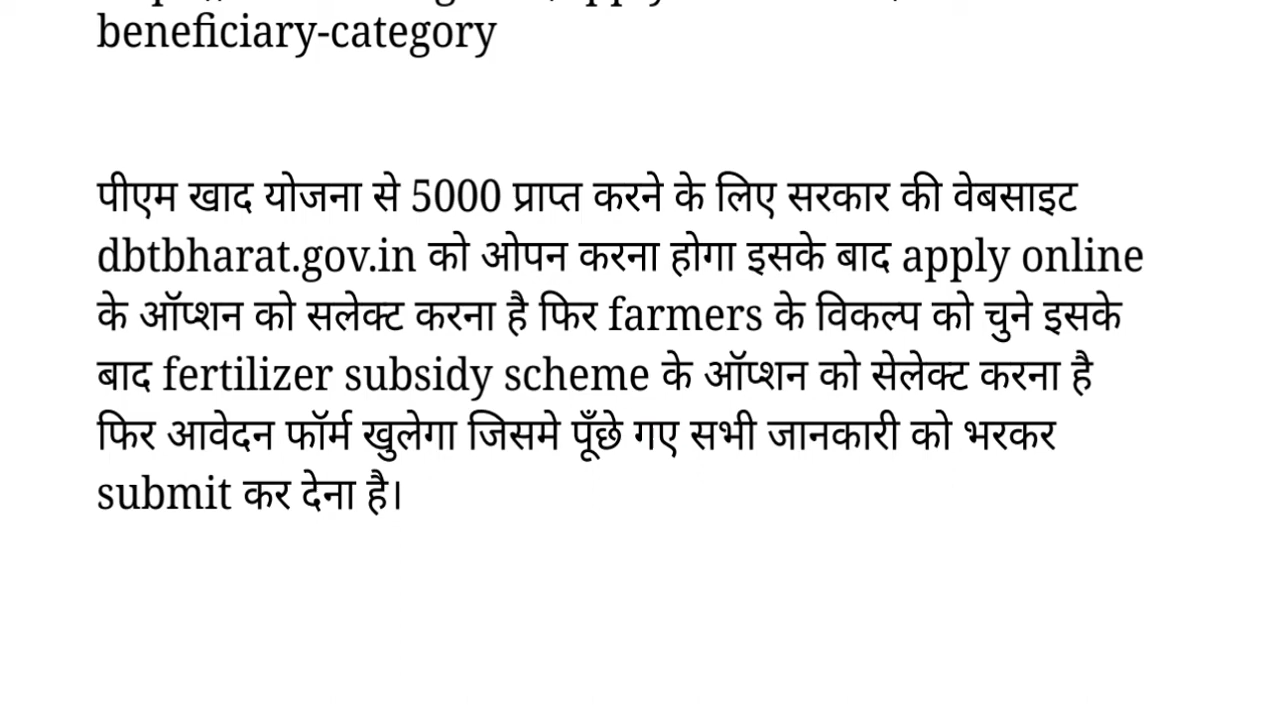 beneficiary-category
पीएम खाद योजना से 5000 प्राप्त करने के लिए सरकार की वेबसाइट
dbtbharat.gov.in को ओपन करना होगा इसके बाद apply online
के ऑप्शन को सलेक्ट करना है फिर farmers के विकल्प को चुने इसके
बाद fertilizer subsidy scheme के ऑप्शन को सेलेक्ट करना है
फिर आवेदन फॉर्म खुलेगा जिसमे पूँछे गए सभी जानकारी को भरकर
submit कर देना है।